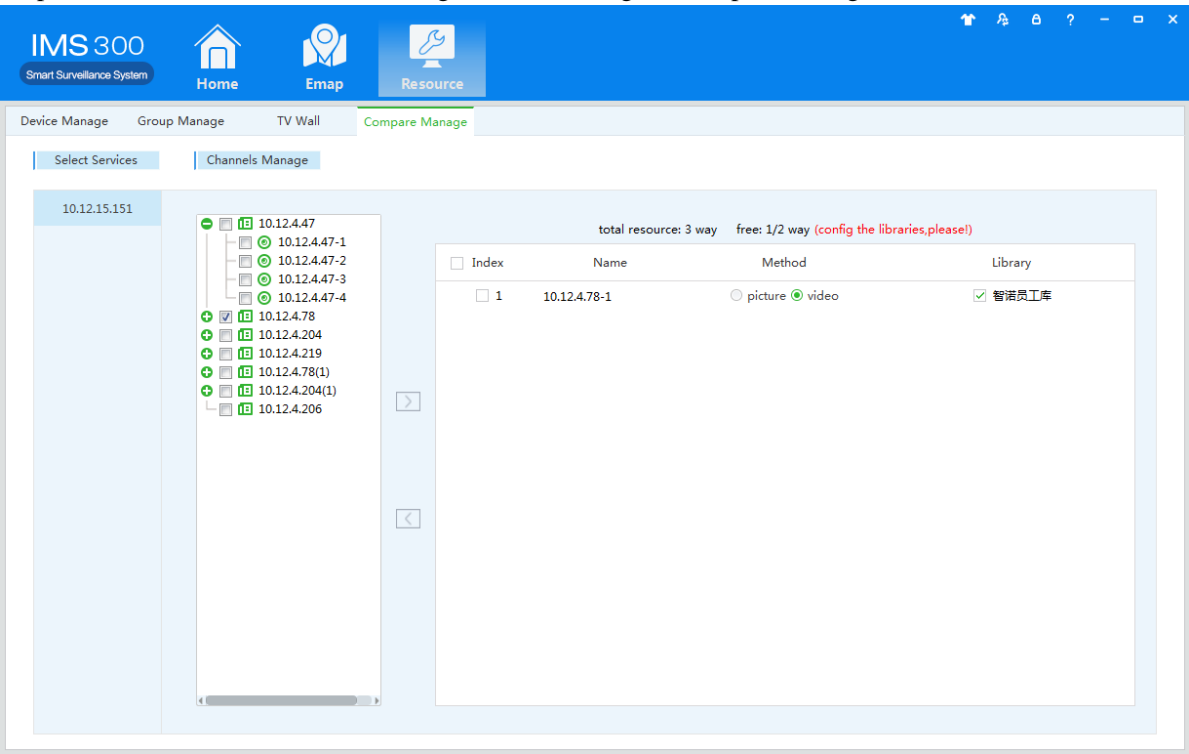 IMS 300
Smart Surveillance System
Home
Emap
Resource
?
Device Manage
Group Manage
TV Wall
Compare Manage
Select Services
Channels Manage
10.12.15.151
10.12.4.47
10.12.4.47-1
10.12.4.47-2
10.12.4.47-3
10.12.4.47-4
10.12.4.78
10.12.4.204
10.12.4.219
10.12.4.78(1)
10.12.4.204(1)
10.12.4.206
total resource: 3 way free: 1/2 way (config the libraries,please!)
Index Name Method Library
1 10.12.4.78-1 picture video 智诺员工库